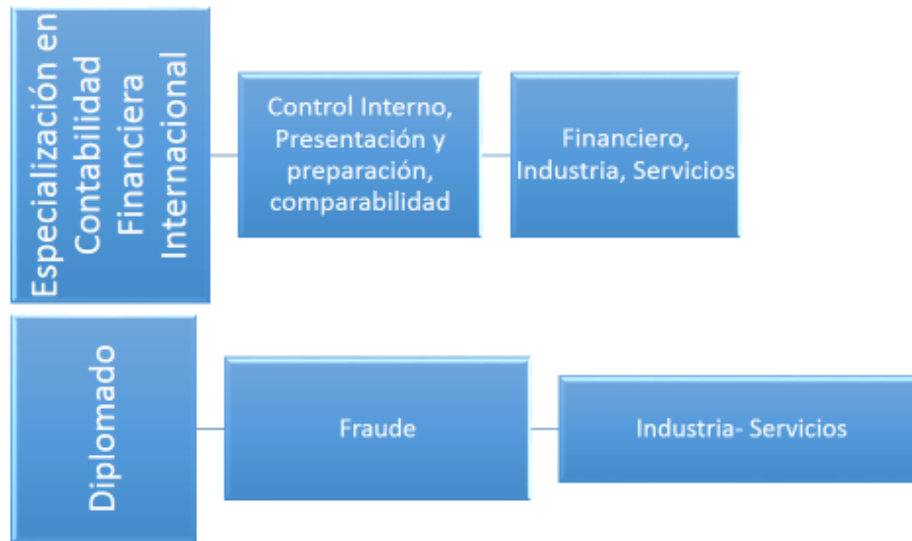 Especialización en
Contabilidad
Financiera
Internacional
Control Interno,
Presentación y
preparación,
comparabilidad
Financiero,
Industria, Servicios
Diplomado
Fraude
Industria- Servicios